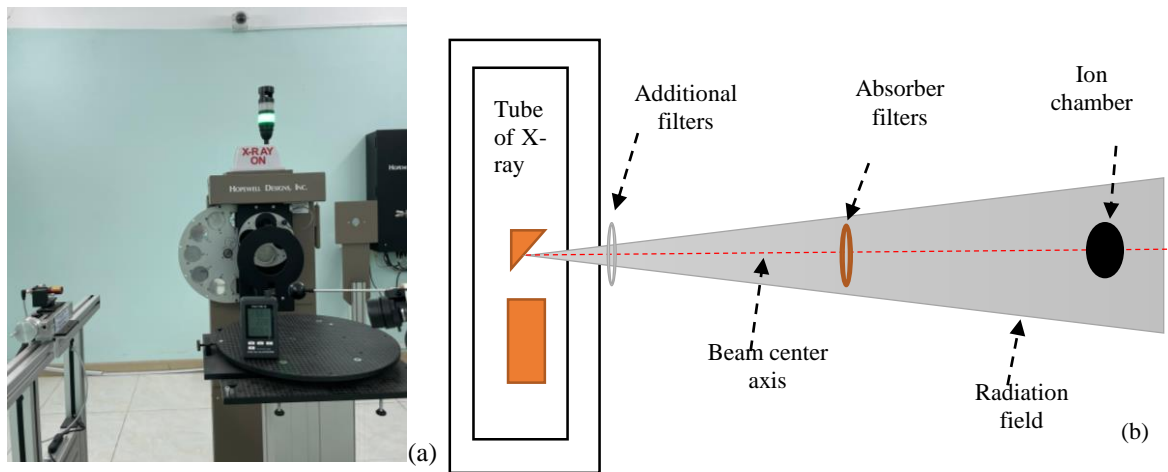 X-RAY
ON
HOPEWELL DESIGNS, INC.
(a)
Tube
of X-
ray
Additional
filters
Absorber
filters
Ion
chamber
Beam center
axis
Radiation
field
(b)